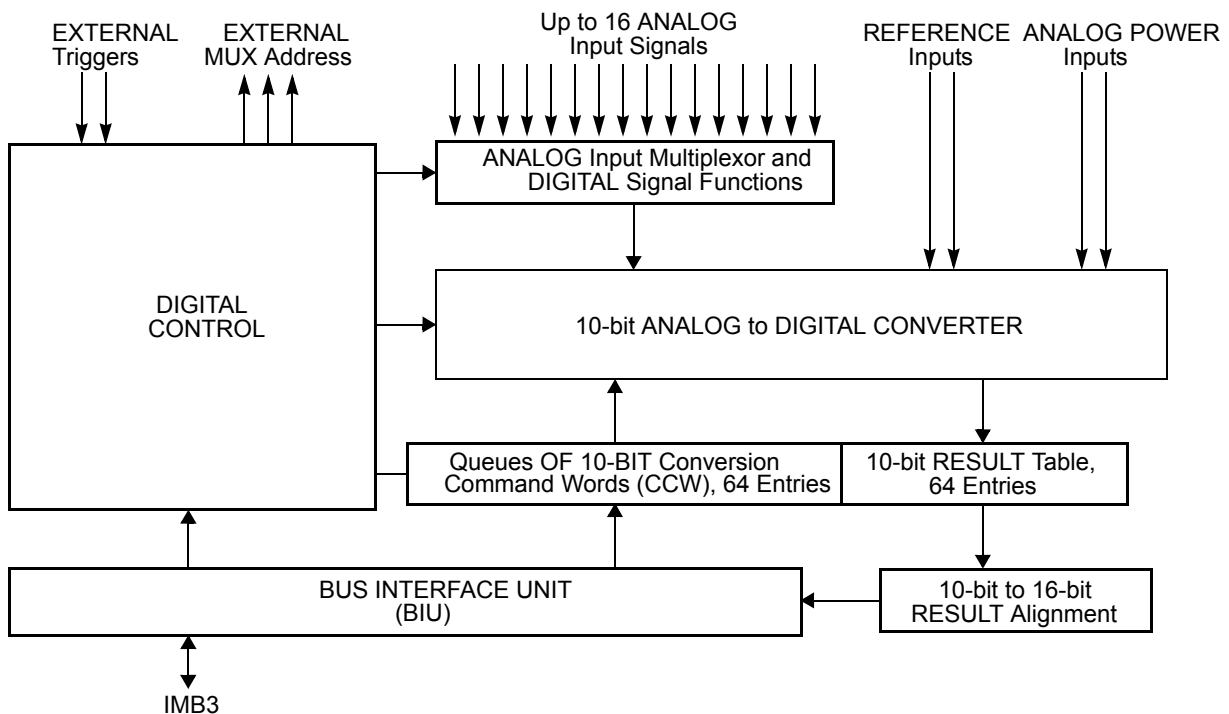 EXTERNAL
Triggers
EXTERNAL
MUX Address
Up to 16 ANALOG
Input Signals
REFERENCE
Inputs
ANALOG POWER
Inputs
ANALOG Input Multiplexor and
DIGITAL Signal Functions
DIGITAL
CONTROL
10-bit ANALOG to DIGITAL CONVERTER
Queues OF 10-BIT Conversion
Command Words (CCW), 64 Entries
10-bit RESULT Table,
64 Entries
BUS INTERFACE UNIT
(BIU)
10-bit to 16-bit
RESULT Alignment
IMB3